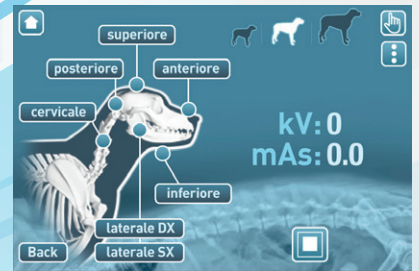 superiore
posteriore
anteriore
cervicale
kV: 0
mAs: 0.0
inferiore
laterale DX
Back
laterale SX